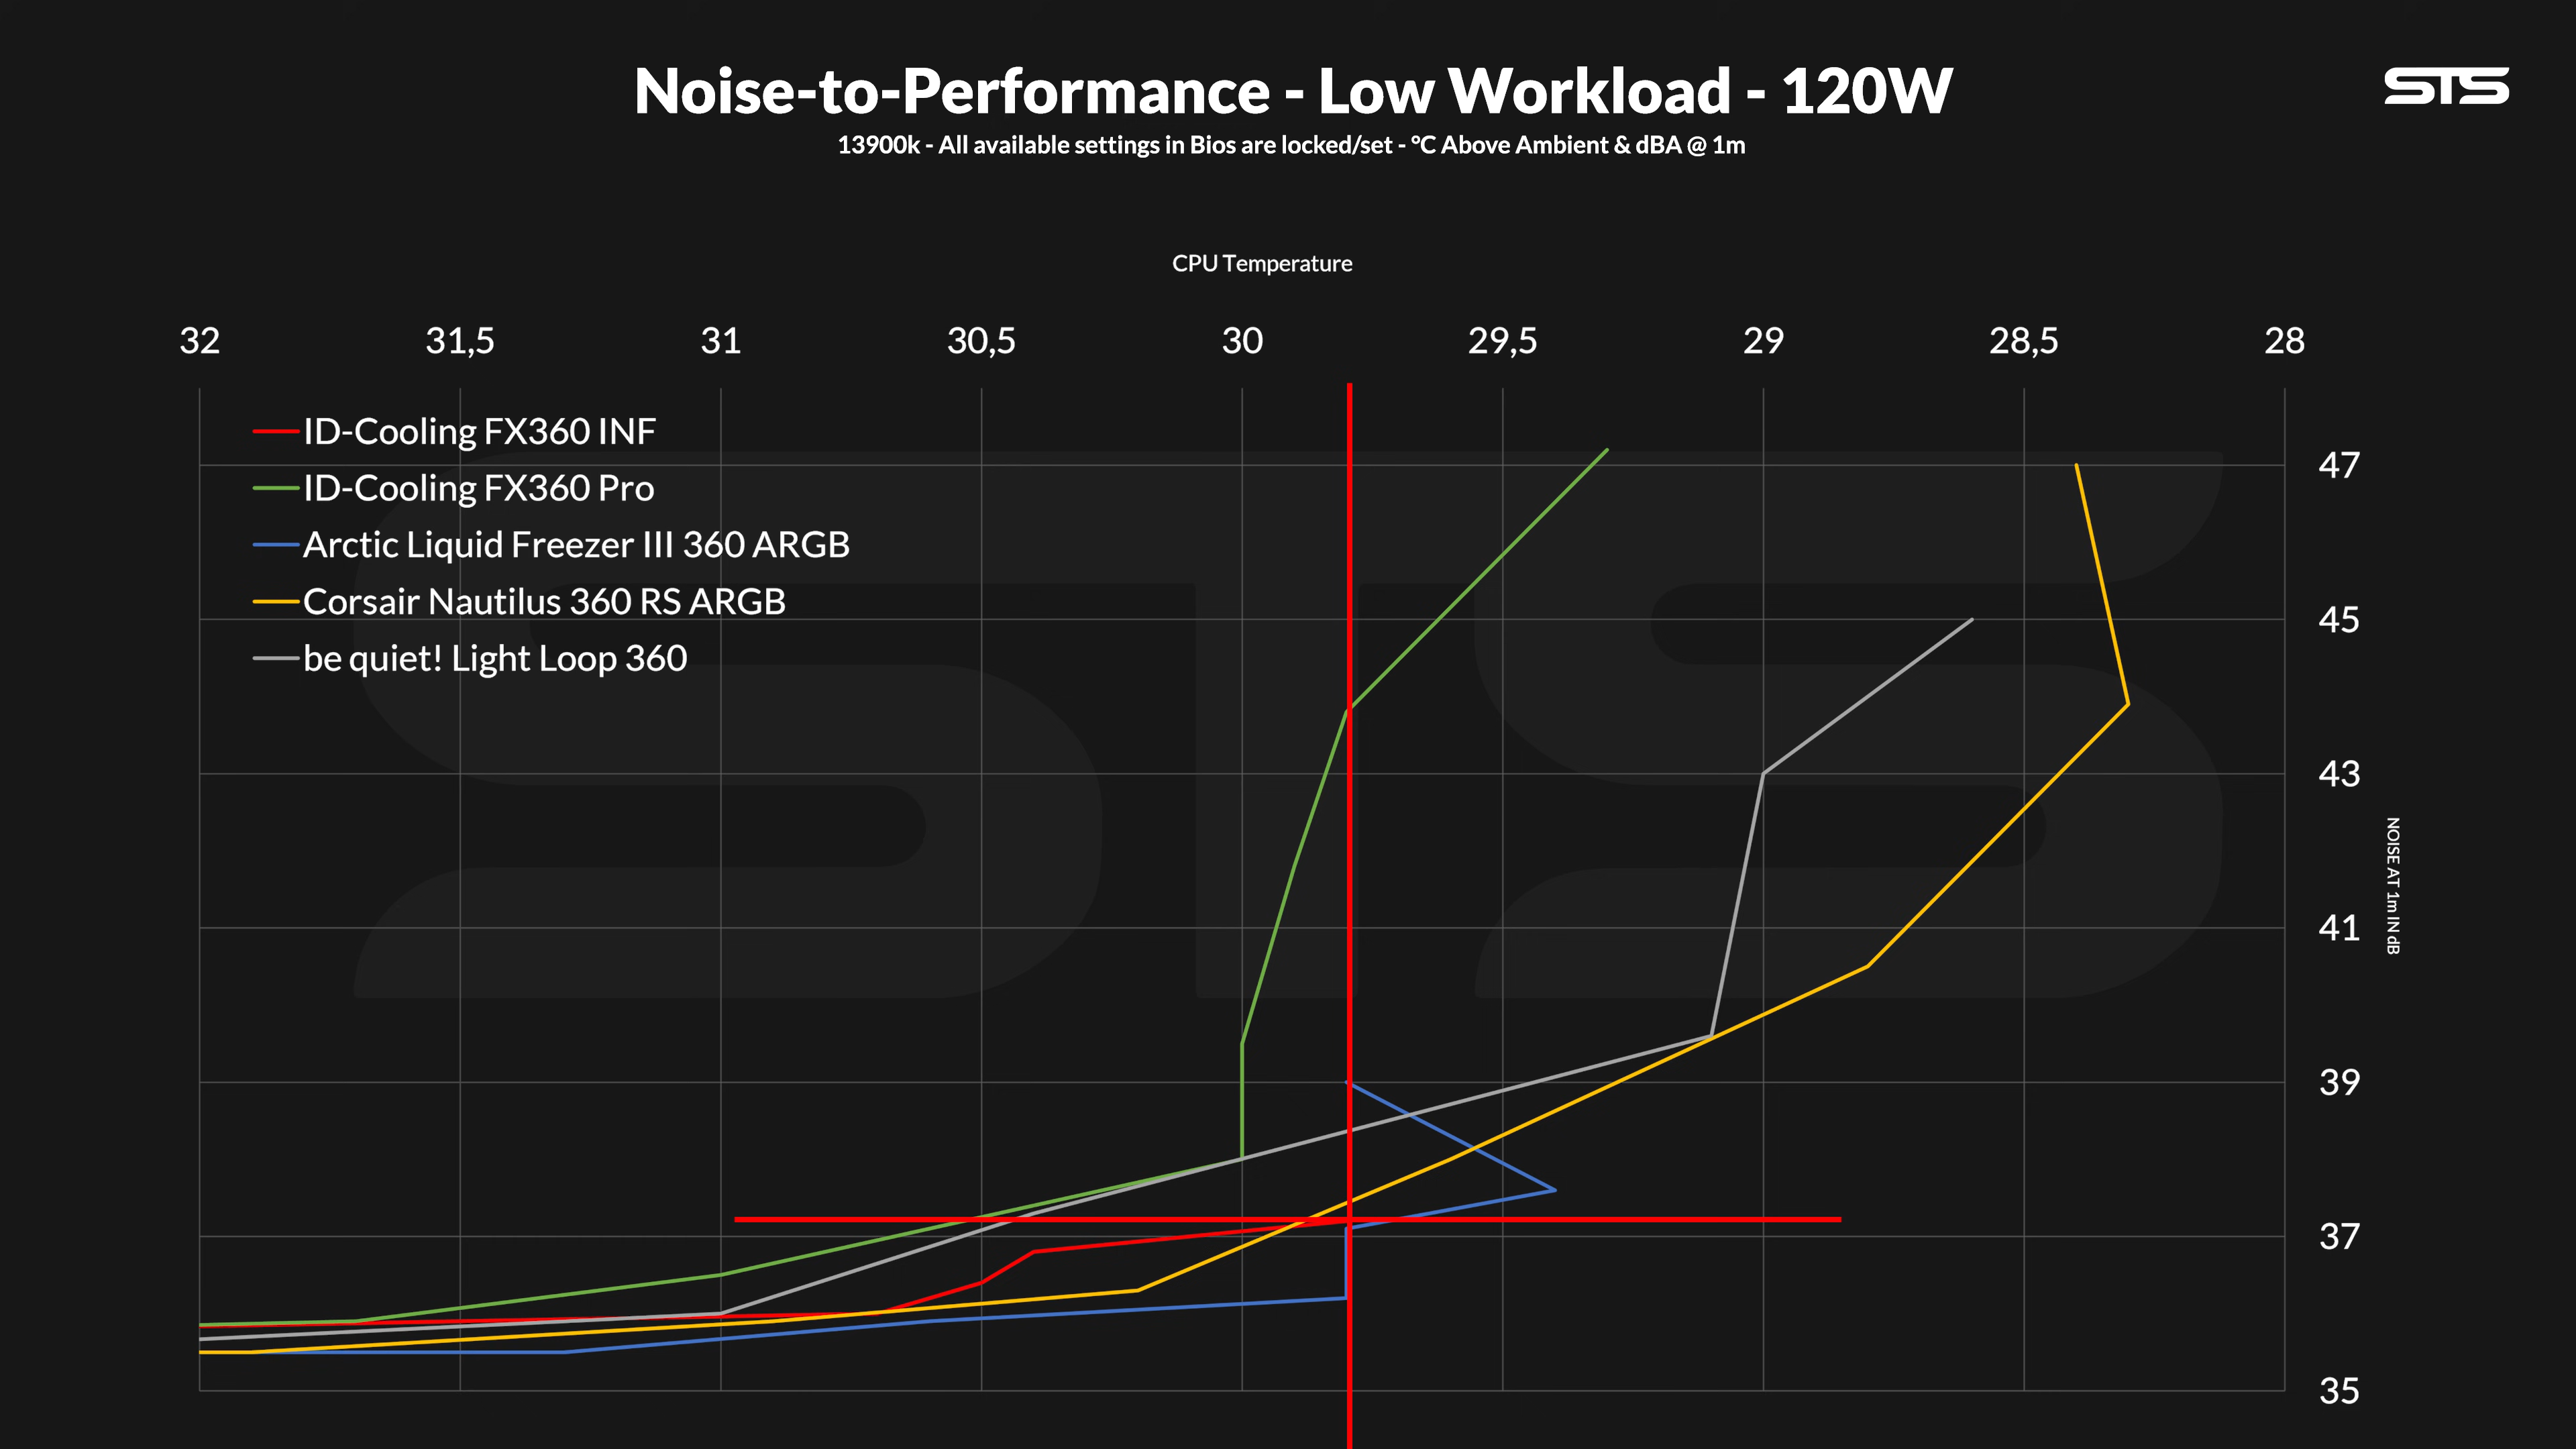 Noise-to-Performance - Low Workload - 120W
STS
13900k - All available settings in Bios are locked/set - °C Above Ambient & dBA @ 1m
CPU Temperature
32 31,5 31 30,5 30 29,5 29 28,5 28
ID-Cooling FX360 INF
ID-Cooling FX360 Pro
Arctic Liquid Freezer III 360 ARGB
Corsair Nautilus 360 RS ARGB
be quiet! Light Loop 360
47
45
43
41
39
37
35
NOISE AT 1m IN dB
STS